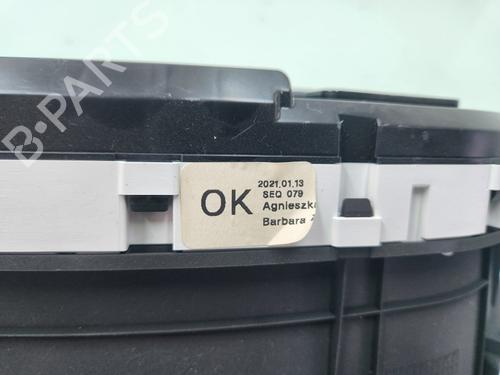 B-PARTS
OK
2021.01.13
SEQ 079
Agnieszka
Barbara